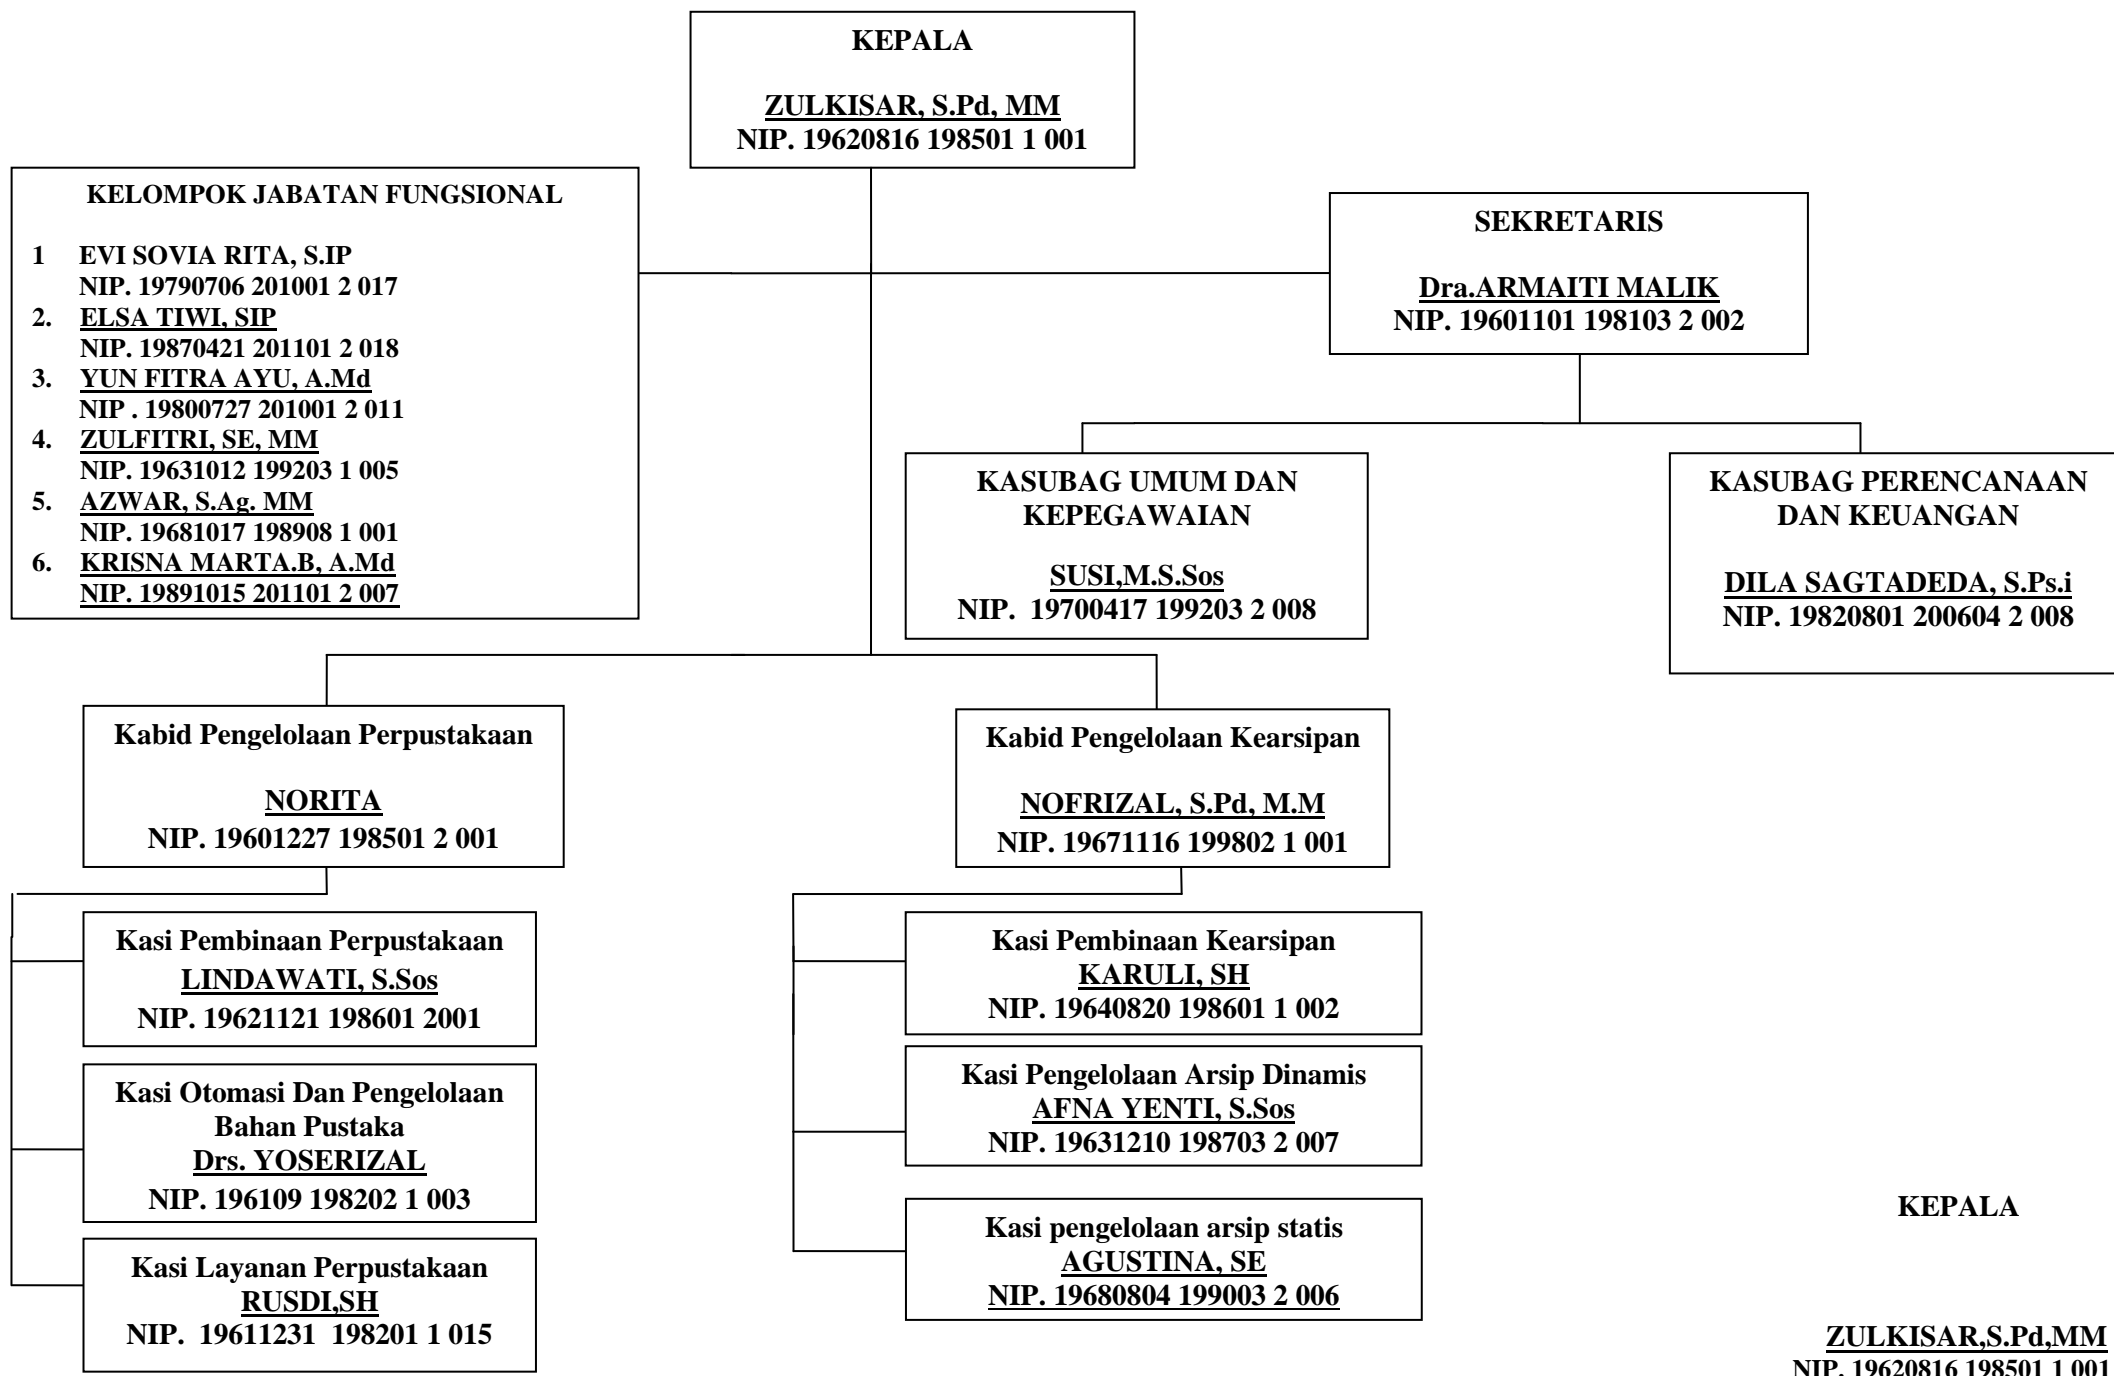 KEPALA
ZULKISAR, S.Pd, MM
NIP. 19620816 198501 1 001
KELOMPOK JABATAN FUNGSIONAL
1 EVI SOVIA RITA, S.IP
NIP. 19790706 201001 2 017
2. ELSA TIWI, SIP
NIP. 19870421 201101 2 018
3. YUN FITRA AYU, A.Md
NIP . 19800727 201001 2 011
4. ZULFITRI, SE, MM
NIP. 19631012 199203 1 005
5. AZWAR, S.Ag. MM
NIP. 19681017 198908 1 001
6. KRISNA MARTA.B, A.Md
NIP. 19891015 201101 2 007
SEKRETARIS
Dra.ARMAITI MALIK
NIP. 19601101 198103 2 002
KASUBAG UMUM DAN
KEPEGAWAIAN
SUSI,M.S.Sos
NIP. 19700417 199203 2 008
KASUBAG PERENCANAAN
DAN KEUANGAN
DILA SAGTADEDA, S.Ps.i
NIP. 19820801 200604 2 008
Kabid Pengelolaan Perpustakaan
NORITA
NIP. 19601227 198501 2 001
Kabid Pengelolaan Kearsipan
NOFRIZAL, S.Pd, M.M
NIP. 19671116 199802 1 001
Kasi Pembinaan Perpustakaan
LINDAWATI, S.Sos
NIP. 19621121 198601 2001
Kasi Otomasi Dan Pengelolaan
Bahan Pustaka
Drs. YOSERIZAL
NIP. 196109 198202 1 003
Kasi Layanan Perpustakaan
RUSDI,SH
NIP. 19611231 198201 1 015
Kasi Pembinaan Kearsipan
KARULI, SH
NIP. 19640820 198601 1 002
Kasi Pengelolaan Arsip Dinamis
AFNA YENTI, S.Sos
NIP. 19631210 198703 2 007
Kasi pengelolaan arsip statis
AGUSTINA, SE
NIP. 19680804 199003 2 006
KEPALA
ZULKISAR,S.Pd,MM
NIP. 19620816 198501 1 001